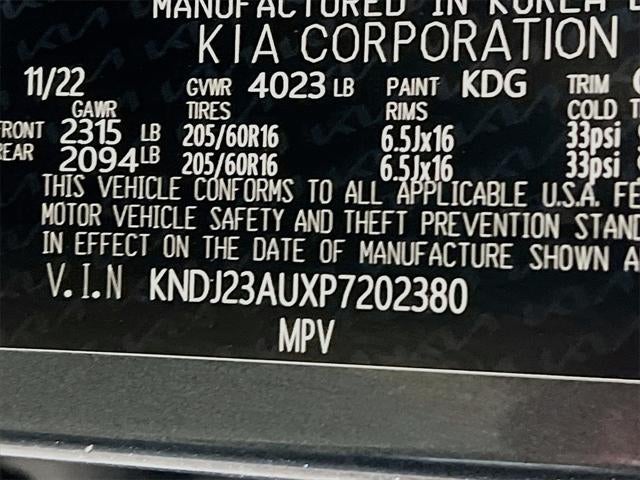 MANUFACTURED IN KOREA
KIA CORPORATION
11/22 GVWR 4023 LB PAINT KDG TRIM
GAWR TIRES RIMS COLD
FRONT 2315 LB 205/60R16 6.5Jx16 33psi
REAR 2094 LB 205/60R16 6.5Jx16 33psi
THIS VEHICLE CONFORMS TO ALL APPLICABLE U.S.A. FE
MOTOR VEHICLE SAFETY AND THEFT PREVENTION STAND
IN EFFECT ON THE DATE OF MANUFACTURE SHOWN A
V.I.N KNDJ23AUXP7202380
MPV